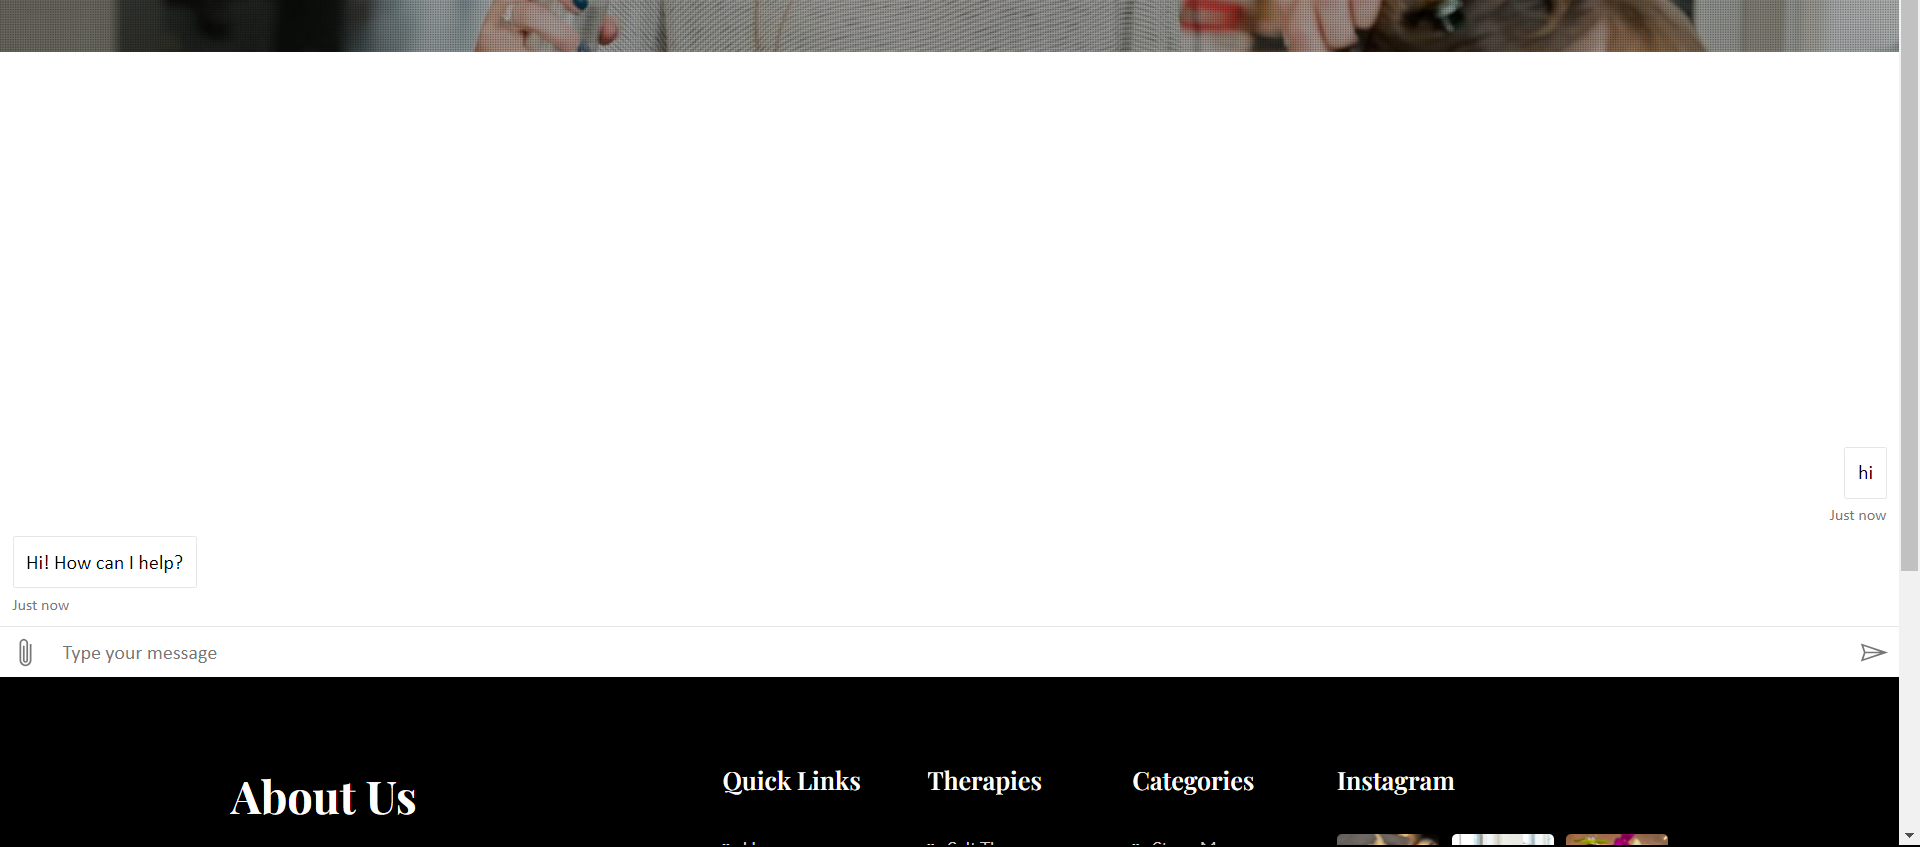 hi
Just now
Hi! How can I help?
Just now
Type your message
About Us
Quick Links
Therapies
Categories
Instagram